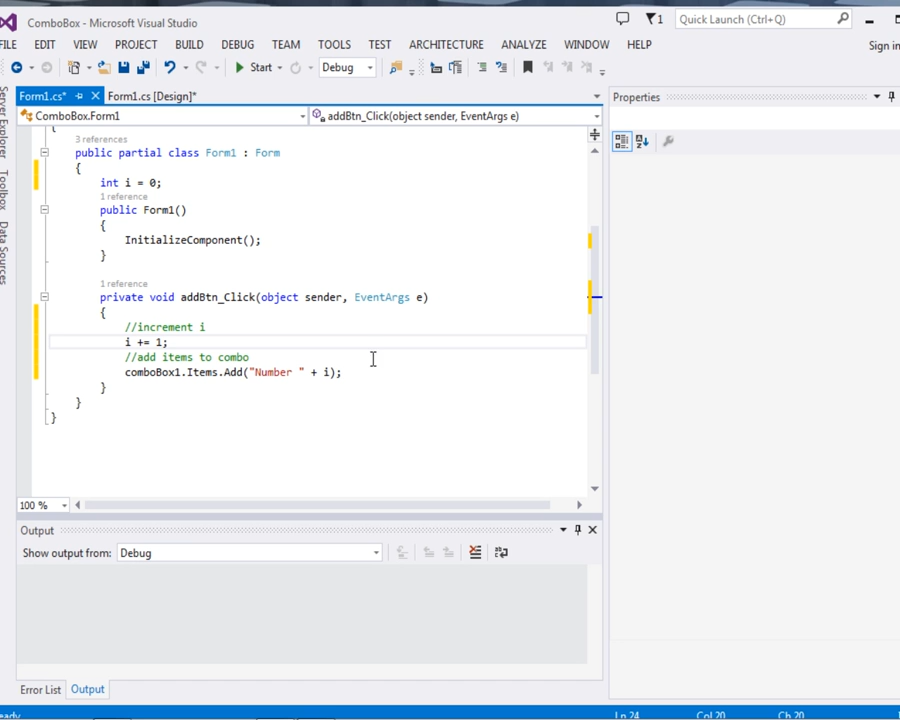 ComboBox - Microsoft Visual Studio
1
Quick Launch (Ctrl+Q)
FILE EDIT VIEW PROJECT BUILD DEBUG TEAM TOOLS TEST ARCHITECTURE ANALYZE WINDOW HELP
Sign in
Start
Debug
Server Explorer
Toolbox
Data Sources
Form1.cs*
Form1.cs [Design]*
ComboBox.Form1
addBtn_Click(object sender, EventArgs e)
{
3 references
public partial class Form1 : Form
{
int i = 0;
1 reference
public Form1()
{
InitializeComponent();
}
1 reference
private void addBtn_Click(object sender, EventArgs e)
{
//increment i
i += 1;
//add items to combo
comboBox1.Items.Add("Number " + i);
}
}
}
100 %
Properties
Output
Show output from: Debug
Error List
Output
eady
Ln 24
Col 20
Ch 20